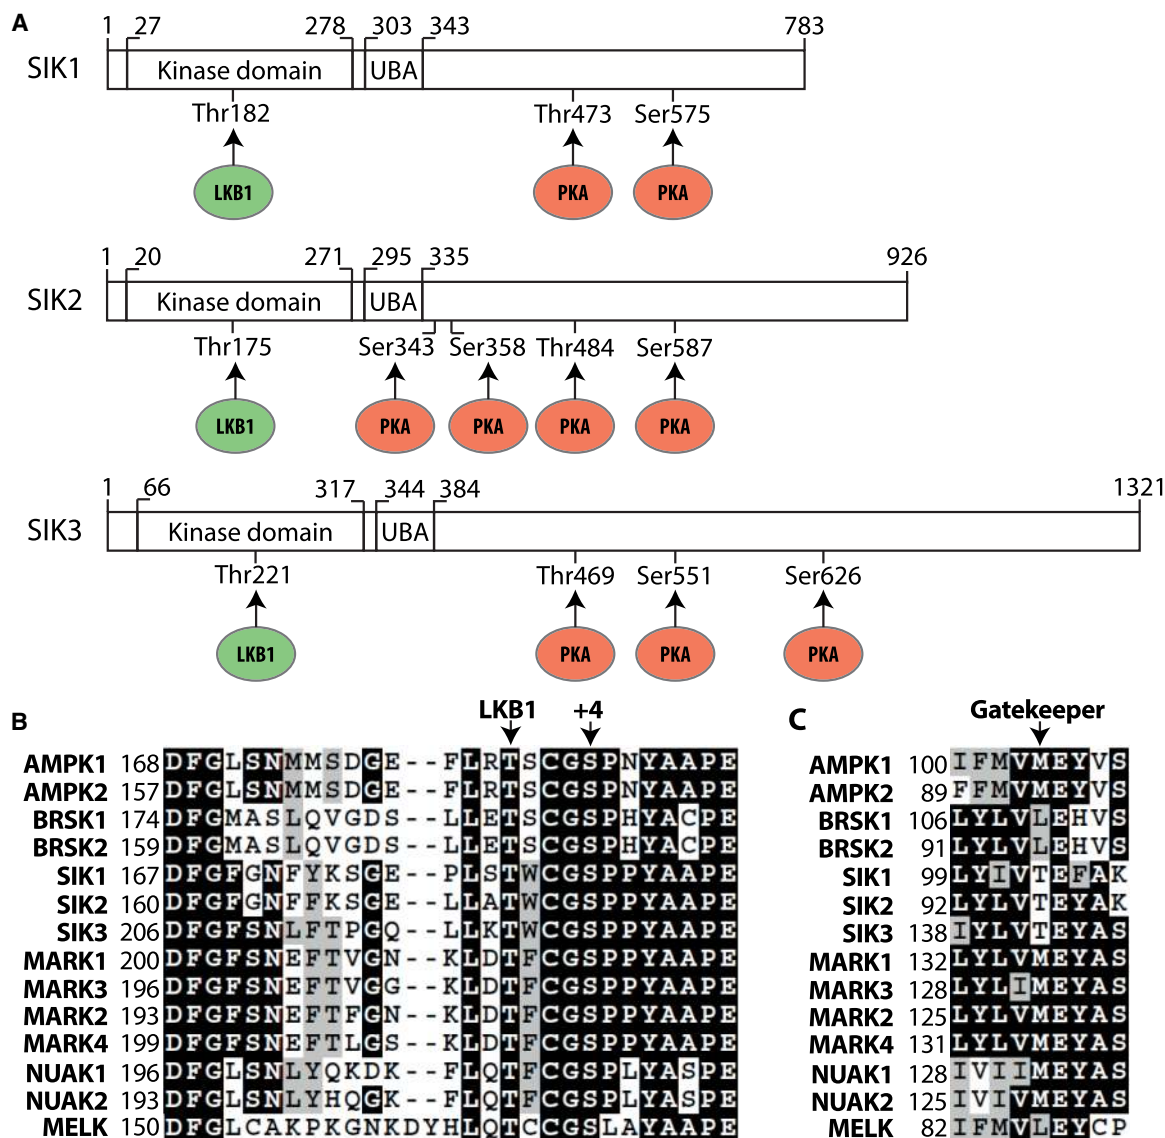 A
1 27 278 303 343 783
SIK1 Kinase domain UBA
Thr182 Thr473 Ser575
LKB1 PKA PKA
1 20 271 295 335 926
SIK2 Kinase domain UBA
Thr175 Ser343 Ser358 Thr484 Ser587
LKB1 PKA PKA PKA PKA
1 66 317 344 384 1321
SIK3 Kinase domain UBA
Thr221 Thr469 Ser551 Ser626
LKB1 PKA PKA PKA
B LKB1 +4
AMPK1 168 DFGLSNMMSDGE--FLRTSCGSPNYAAPE
AMPK2 157 DFGLSNMMSDGE--FLRTSCGSPNYAAPE
BRSK1 174 DFGMASLQVGDS--LLETSCGSPHYACPE
BRSK2 159 DFGMASLQVGDS--LLETSCGSPHYACPE
SIK1 167 DFGFGNFYKSGE--PLSTWCGSPPYAAPE
SIK2 160 DFGFGNFFKSGE--LLATWCGSPPYAAPE
SIK3 206 DFGFSNLFTPGQ--LLKTWCGSPPYAAPE
MARK1 200 DFGFSNEFTVGN--KLDTFCGSPPYAAPE
MARK3 196 DFGFSNEFTVGG--KLDTFCGSPPYAAPE
MARK2 193 DFGFSNEFTFGN--KLDTFCGSPPYAAPE
MARK4 199 DFGFSNEFTLGS--KLDTFCGSPPYAAPE
NUAK1 196 DFGLSNLYQKDK--FLQTFCGSPLYASPE
NUAK2 193 DFGLSNLYHQGK--FLQTFCGSPLYASPE
MELK 150 DFGLCAKPKGNKDYHLQTCCGSLAYAAPE
C Gatekeeper
AMPK1 100 IFMVMEYVS
AMPK2 89 FFMVMEYVS
BRSK1 106 LYLVLEHVS
BRSK2 91 LYLVLEHVS
SIK1 99 LYIVTEFAK
SIK2 92 LYLVTEYAK
SIK3 138 IYLVTEYAS
MARK1 132 LYLVMEYAS
MARK3 128 LYLIMEYAS
MARK2 125 LYLVMEYAS
MARK4 131 LYLVMEYAS
NUAK1 128 IVIIMEYAS
NUAK2 125 IVIVMEYAS
MELK 82 IFMVLEYCP